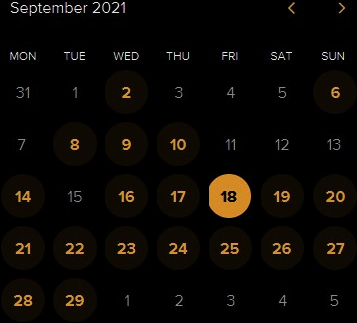 September 2021
MON TUE WED THU FRI SAT SUN
31 1 2 3 4 5 6
7 8 9 10 11 12 13
14 15 16 17 18 19 20
21 22 23 24 25 26 27
28 29 1 2 3 4 5